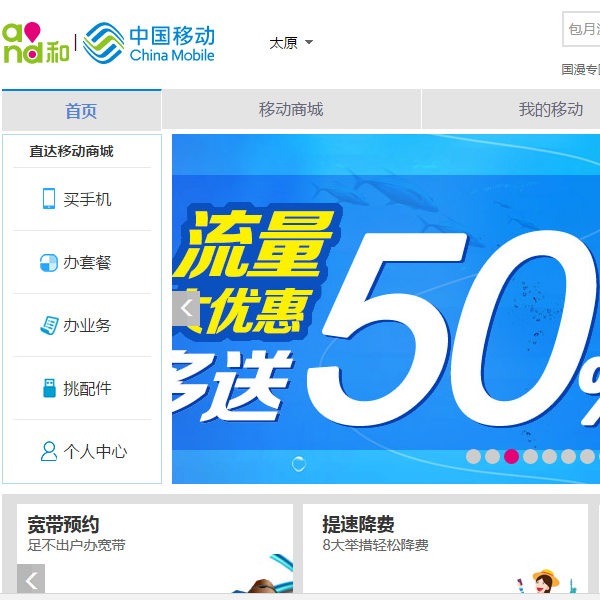 and和 中国移动
China Mobile
太原
包月
国漫专
首页 移动商城 我的移动
直达移动商城
买手机
办套餐
办业务
挑配件
个人中心
流量
大优惠
多送 50%
宽带预约
足不出户办宽带
提速降费
8大举措轻松降费